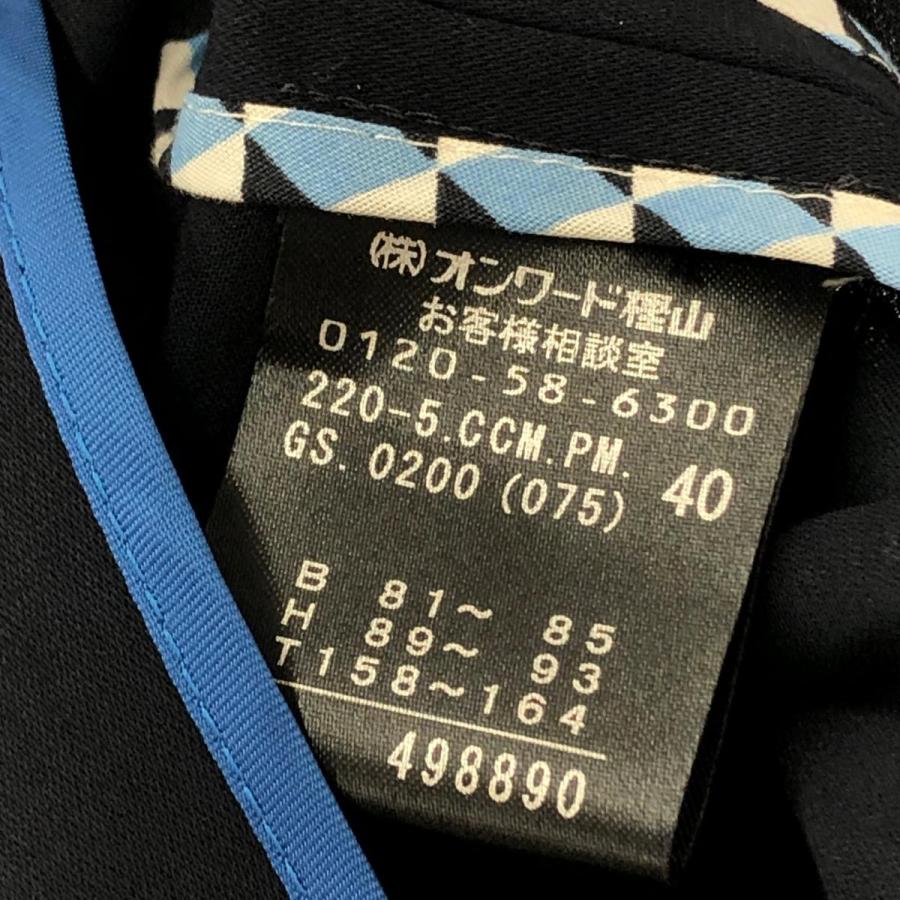 (株)オンワード樫山
お客様相談室
0120-58-6300
220-5.CCM.PM. 40
GS. 0200 (075)
B 81～ 85
H 89～ 93
T158～164
498890